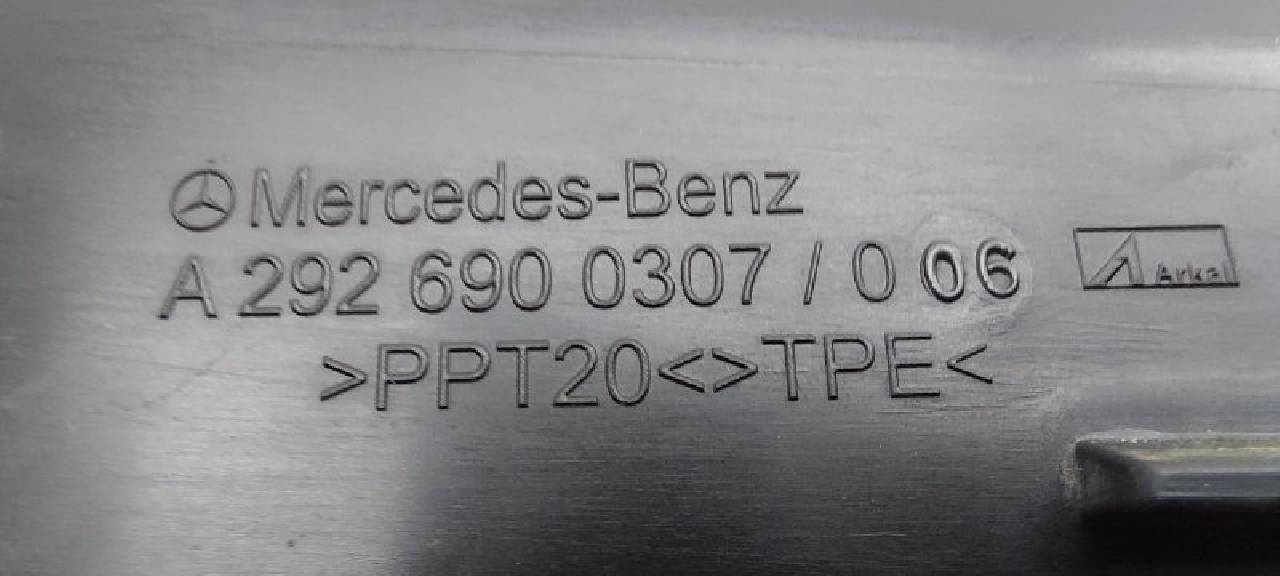 Mercedes-Benz
A 292 690 0307 / 0 06
Arkal
>PPT20<>TPE<